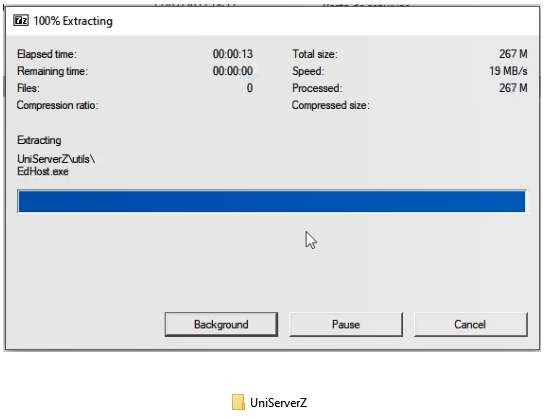 7z 100% Extracting
Elapsed time: 00:00:13 Total size: 267 M
Remaining time: 00:00:00 Speed: 19 MB/s
Files: 0 Processed: 267 M
Compression ratio: Compressed size:
Extracting
UniServerZ\utils\
EdHost.exe
Background Pause Cancel
UniServerZ